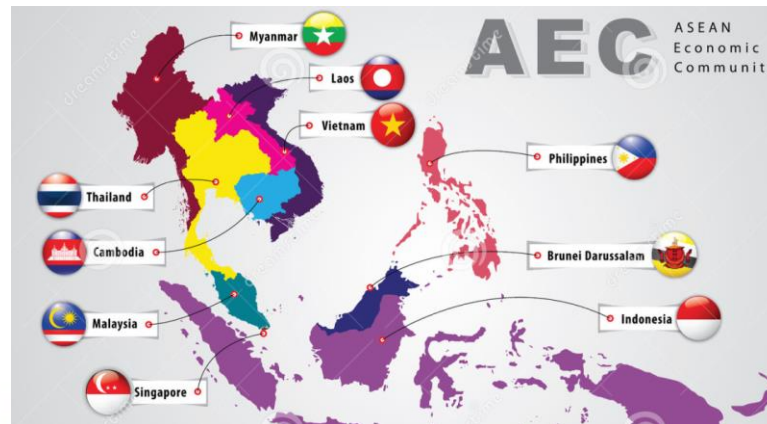 AEC
ASEAN
Economic
Communit
Myanmar
Laos
Vietnam
Philippines
Thailand
Cambodia
Brunei Darussalam
Malaysia
Indonesia
Singapore